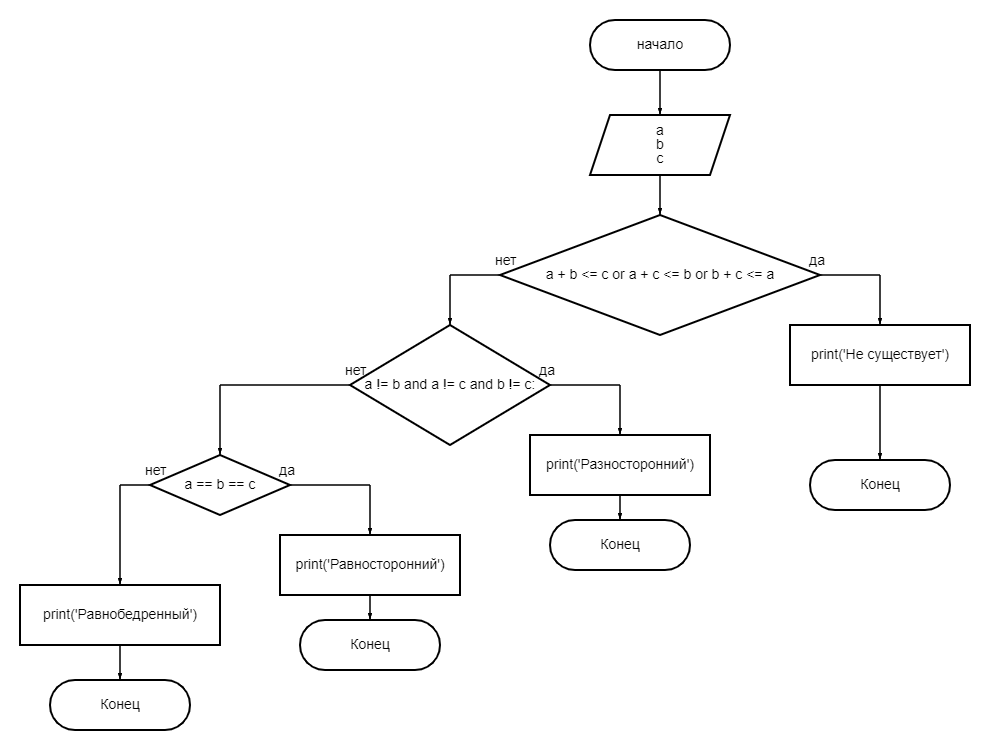 начало
a
b
c
нет
да
a + b <= c or a + c <= b or b + c <= a
print('Не существует')
нет
да
a != b and a != c and b != c:
print('Разносторонний')
нет
да
a == b == c
Конец
Конец
print('Равносторонний')
print('Равнобедренный')
Конец
Конец